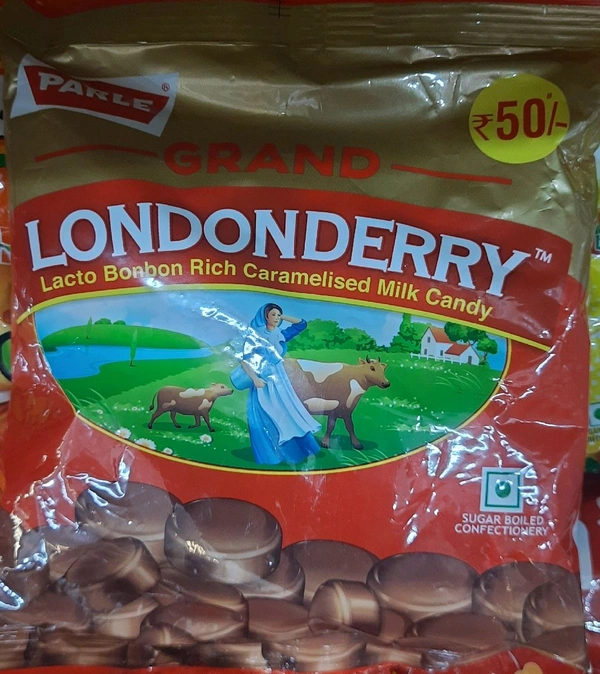 PARLE®
₹50/-
GRAND
LONDONDERRY™
Lacto Bonbon Rich Caramelised Milk Candy
SUGAR BOILED
CONFECTIONERY